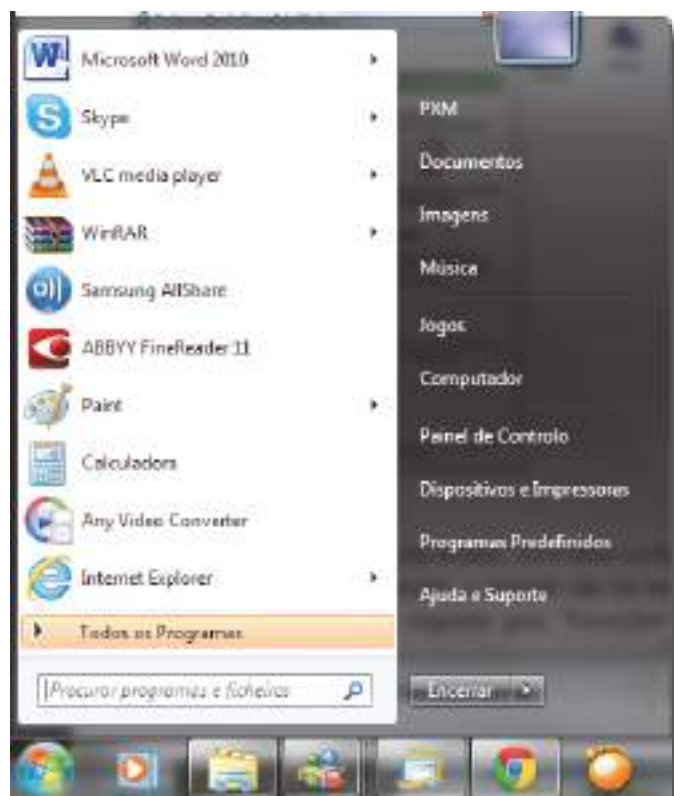 Microsoft Word 2010
Skype
VLC media player
WinRAR
Samsung AllShare
ABBYY FineReader 11
Paint
Calculadora
Any Video Converter
Internet Explorer
Todos os Programas
Procurar programas e ficheiros
PXM
Documentos
Imagens
Música
Jogos
Computador
Painel de Controlo
Dispositivos e Impressoras
Programas Predefinidos
Ajuda e Suporte
Encerrar